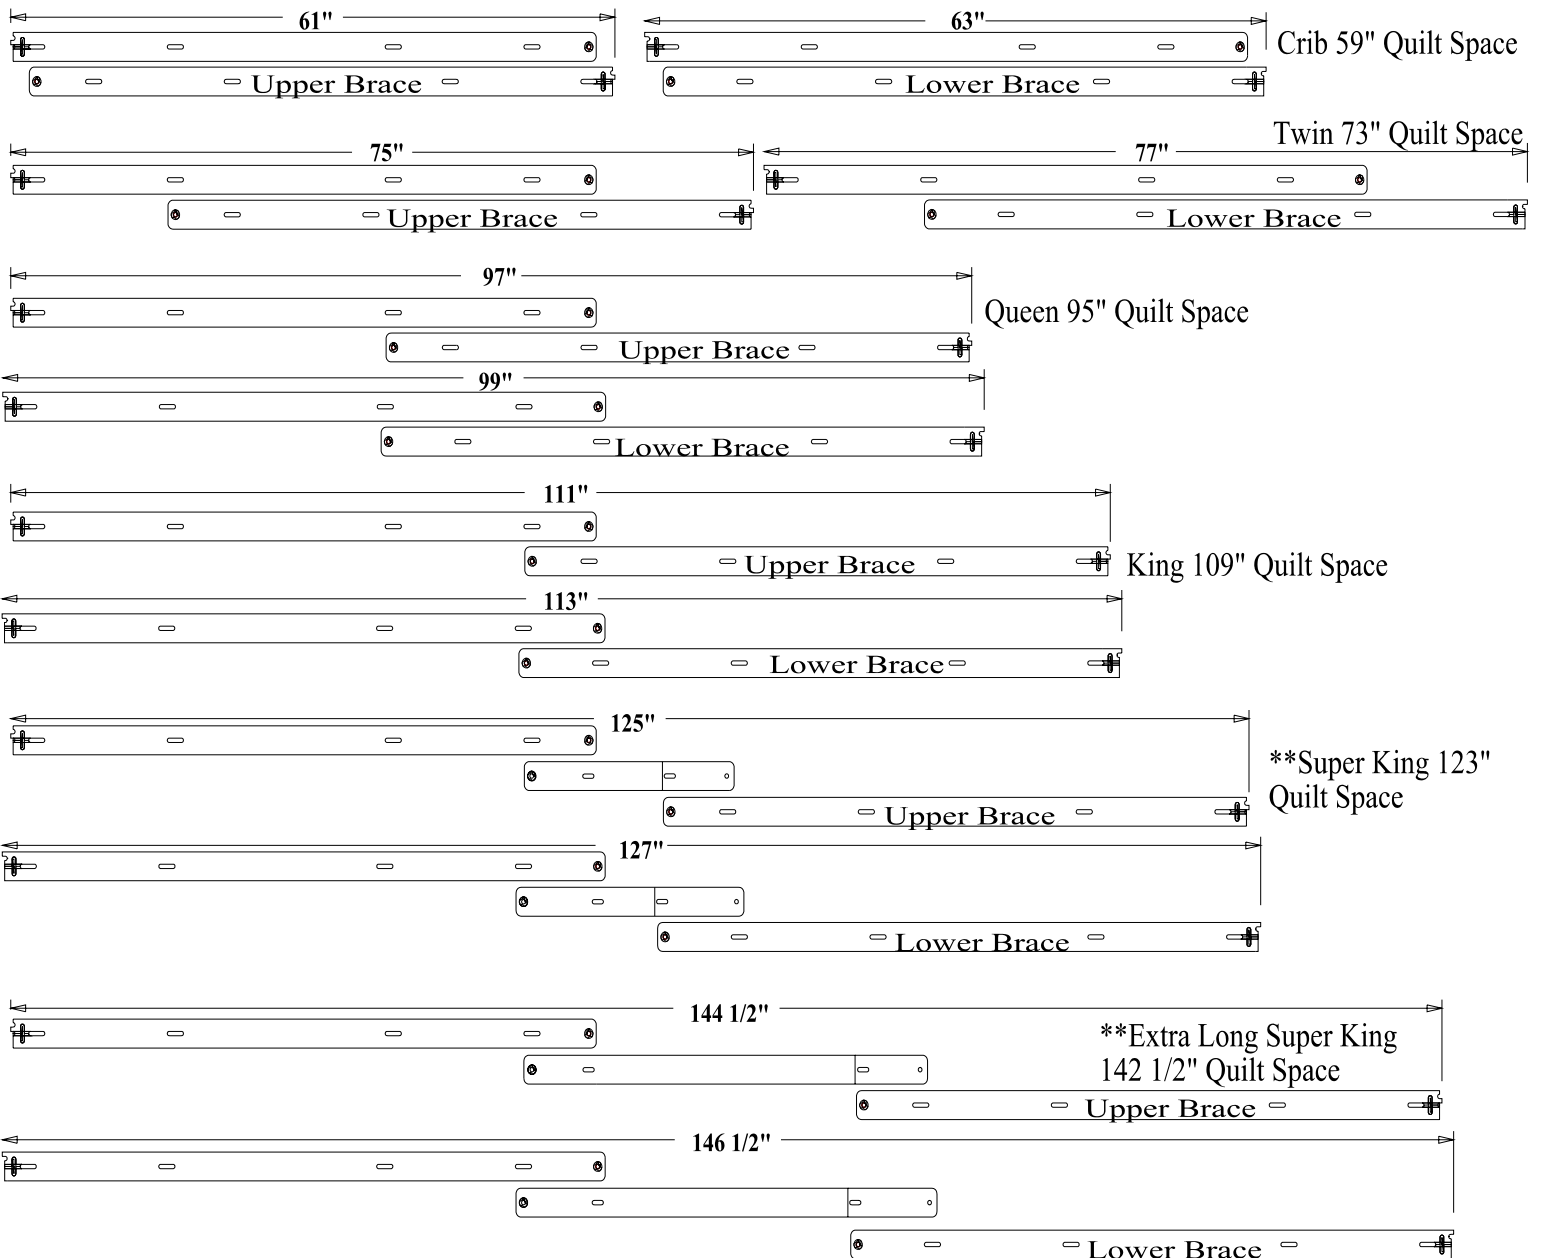 61"
63"
Crib 59" Quilt Space
Upper Brace
Lower Brace
Twin 73" Quilt Space
75"
77"
Upper Brace
Lower Brace
97"
Queen 95" Quilt Space
Upper Brace
99"
Lower Brace
111"
Upper Brace
King 109" Quilt Space
113"
Lower Brace
125"
**Super King 123"
Quilt Space
Upper Brace
127"
Lower Brace
144 1/2"
**Extra Long Super King
142 1/2" Quilt Space
Upper Brace
146 1/2"
Lower Brace